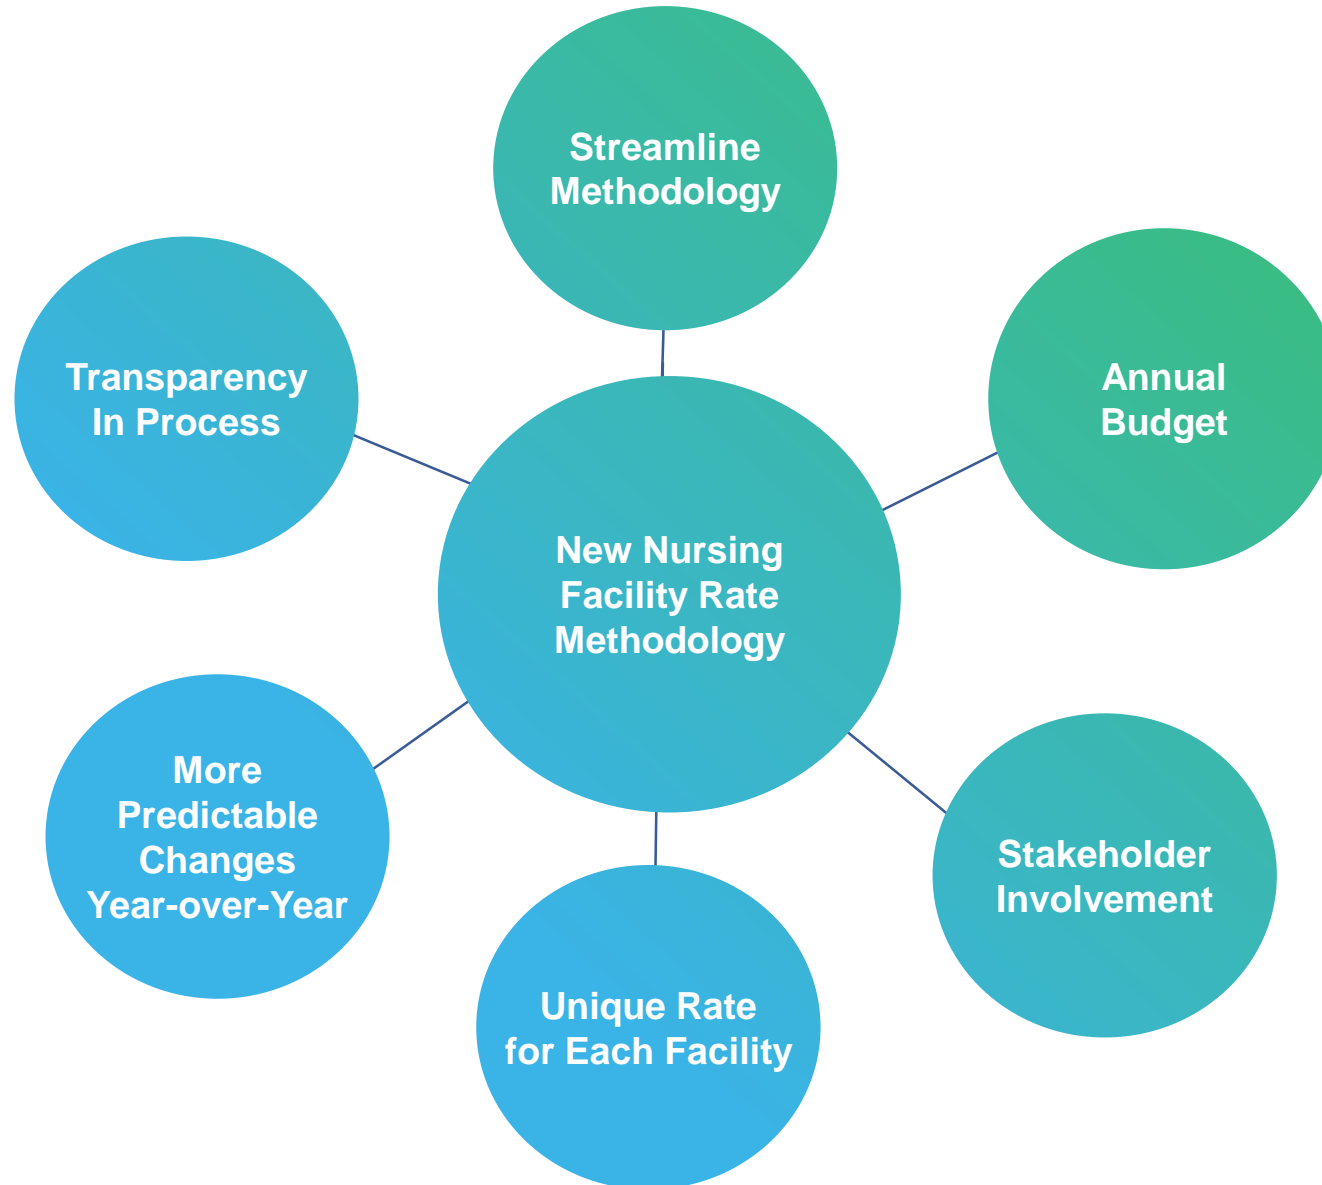 Streamline
Methodology
Transparency
In Process
Annual
Budget
New Nursing
Facility Rate
Methodology
More
Predictable
Changes
Year-over-Year
Stakeholder
Involvement
Unique Rate
for Each Facility